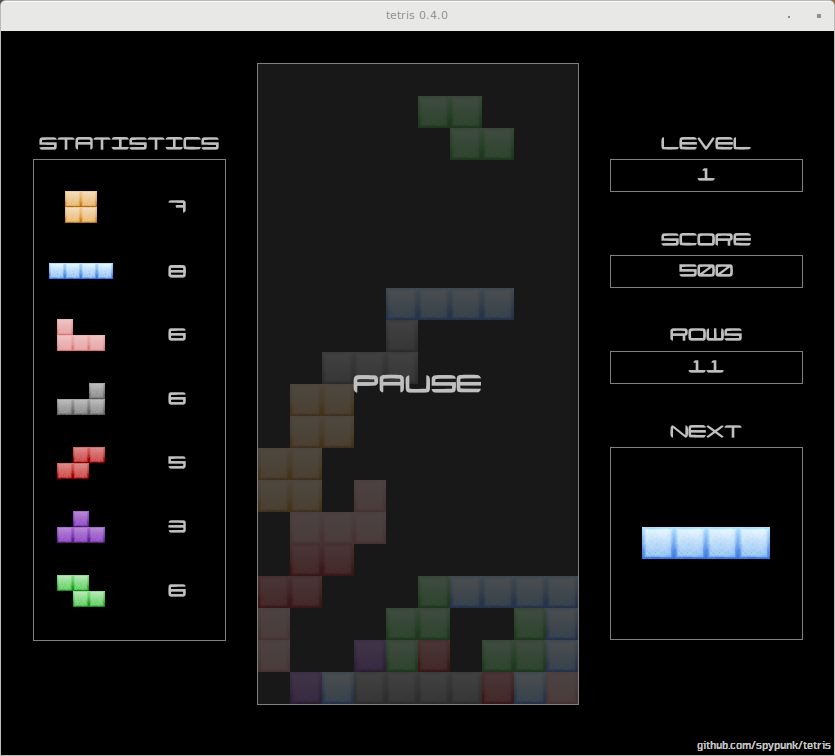 tetris 0.4.0
STATISTICS
7
8
6
6
5
3
6
PAUSE
LEVEL
1
SCORE
500
ROWS
11
NEXT
github.com/spypunk/tetris